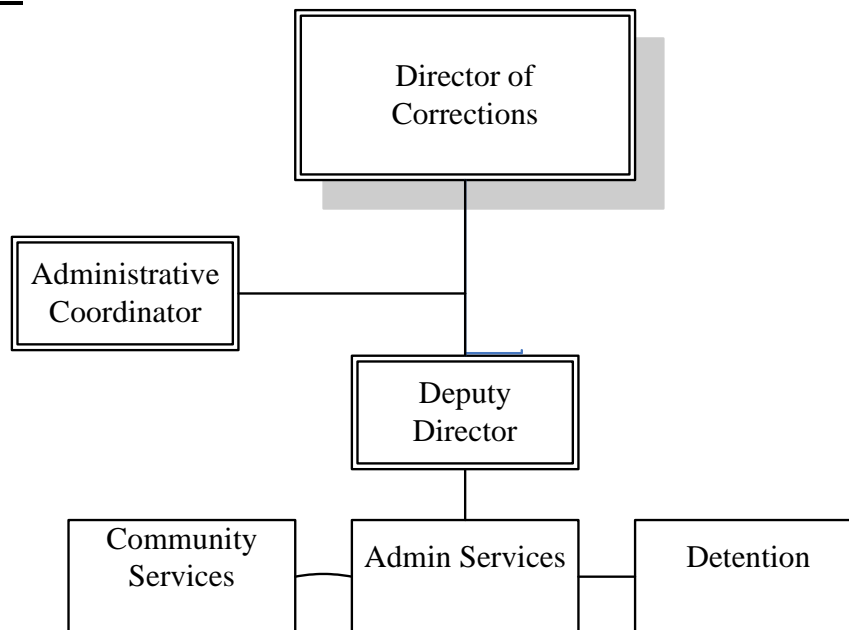 Director of
Corrections
Administrative
Coordinator
Deputy
Director
Community
Services
Admin Services
Detention